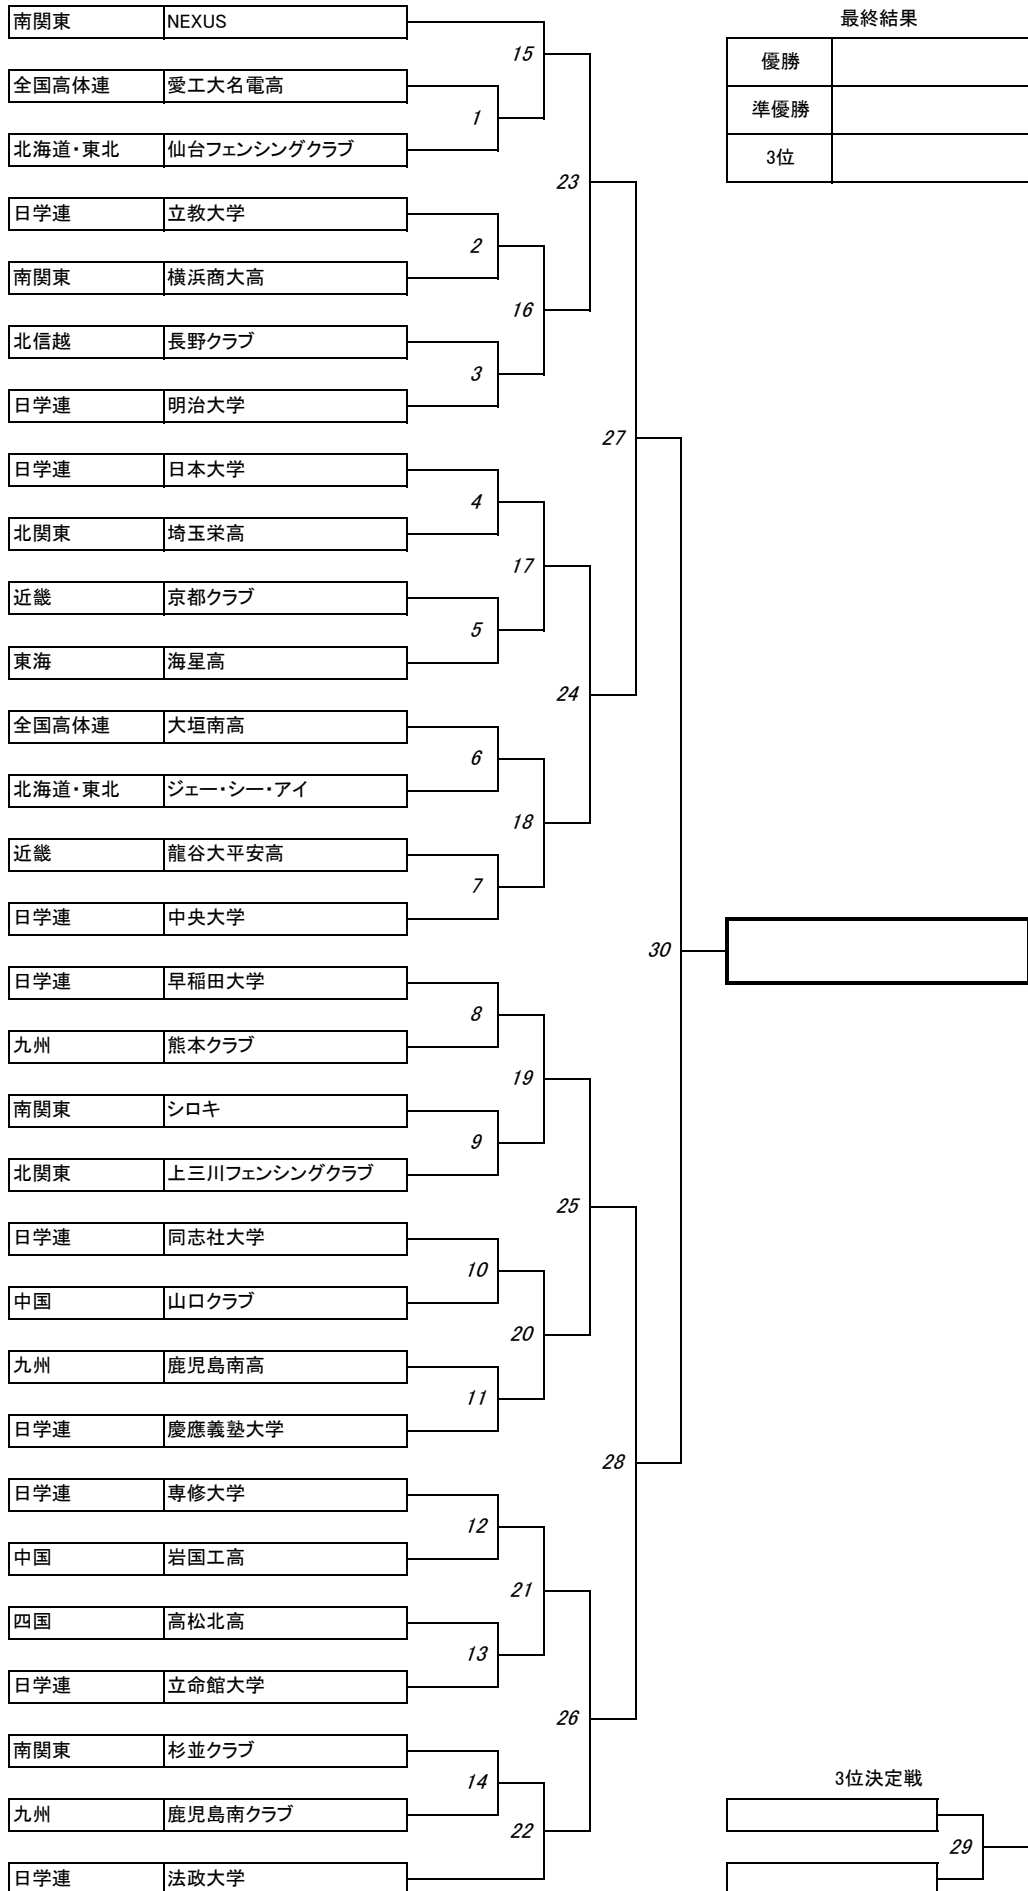 南関東 NEXUS
15
最終結果
優勝
全国高体連 愛工大名電高
1
準優勝
北海道・東北 仙台フェンシングクラブ
3位
23
日学連 立教大学
2
南関東 横浜商大高
16
北信越 長野クラブ
3
日学連 明治大学
27
日学連 日本大学
4
北関東 埼玉栄高
17
近畿 京都クラブ
5
東海 海星高
24
全国高体連 大垣南高
6
北海道・東北 ジェー・シー・アイ
18
近畿 龍谷大平安高
7
日学連 中央大学
30
日学連 早稲田大学
8
九州 熊本クラブ
19
南関東 シロキ
9
北関東 上三川フェンシングクラブ
25
日学連 同志社大学
10
中国 山口クラブ
20
九州 鹿児島南高
11
日学連 慶應義塾大学
28
日学連 専修大学
12
中国 岩国工高
21
四国 高松北高
13
日学連 立命館大学
26
南関東 杉並クラブ
14
3位決定戦
九州 鹿児島南クラブ
22
29
日学連 法政大学